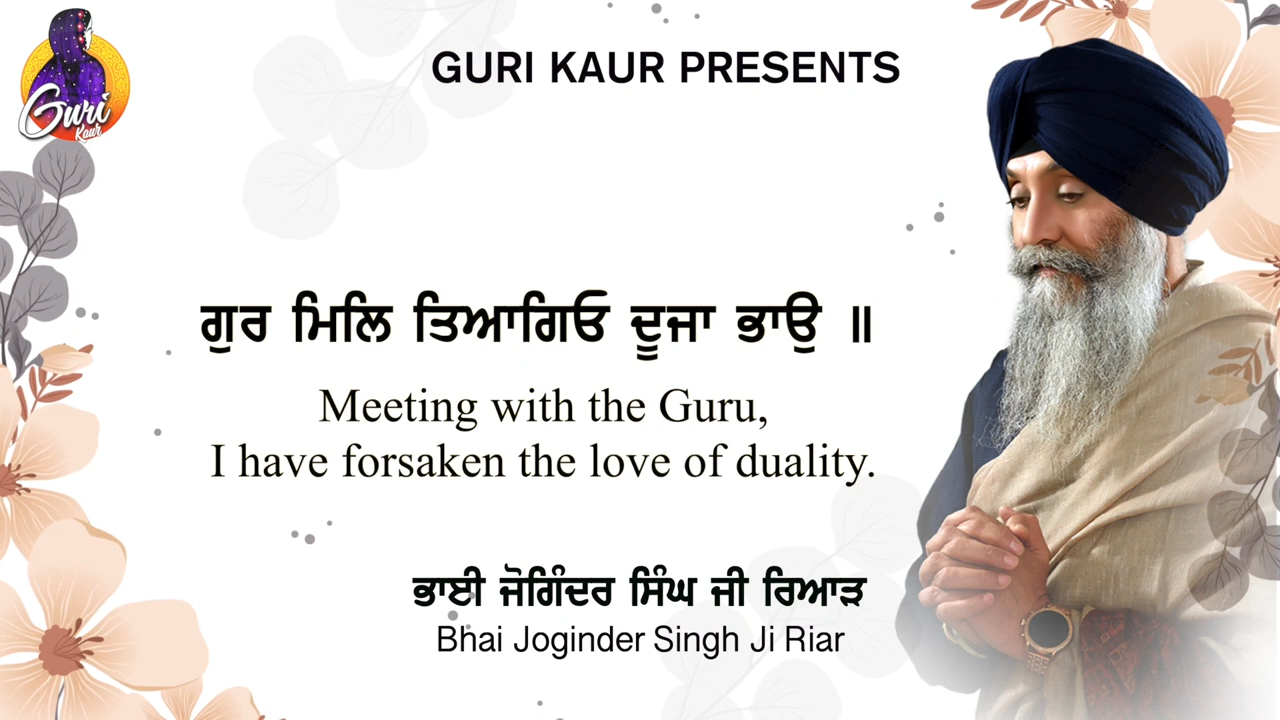 Guri
Kaur
GURI KAUR PRESENTS
ਗੁਰ ਮਿਲਿ ਤਿਆਗਿਓ ਦੂਜਾ ਭਾਉ ॥
Meeting with the Guru,
I have forsaken the love of duality.
ਭਾਈ ਜੋਗਿੰਦਰ ਸਿੰਘ ਜੀ ਰਿਆੜ
Bhai Joginder Singh Ji Riar